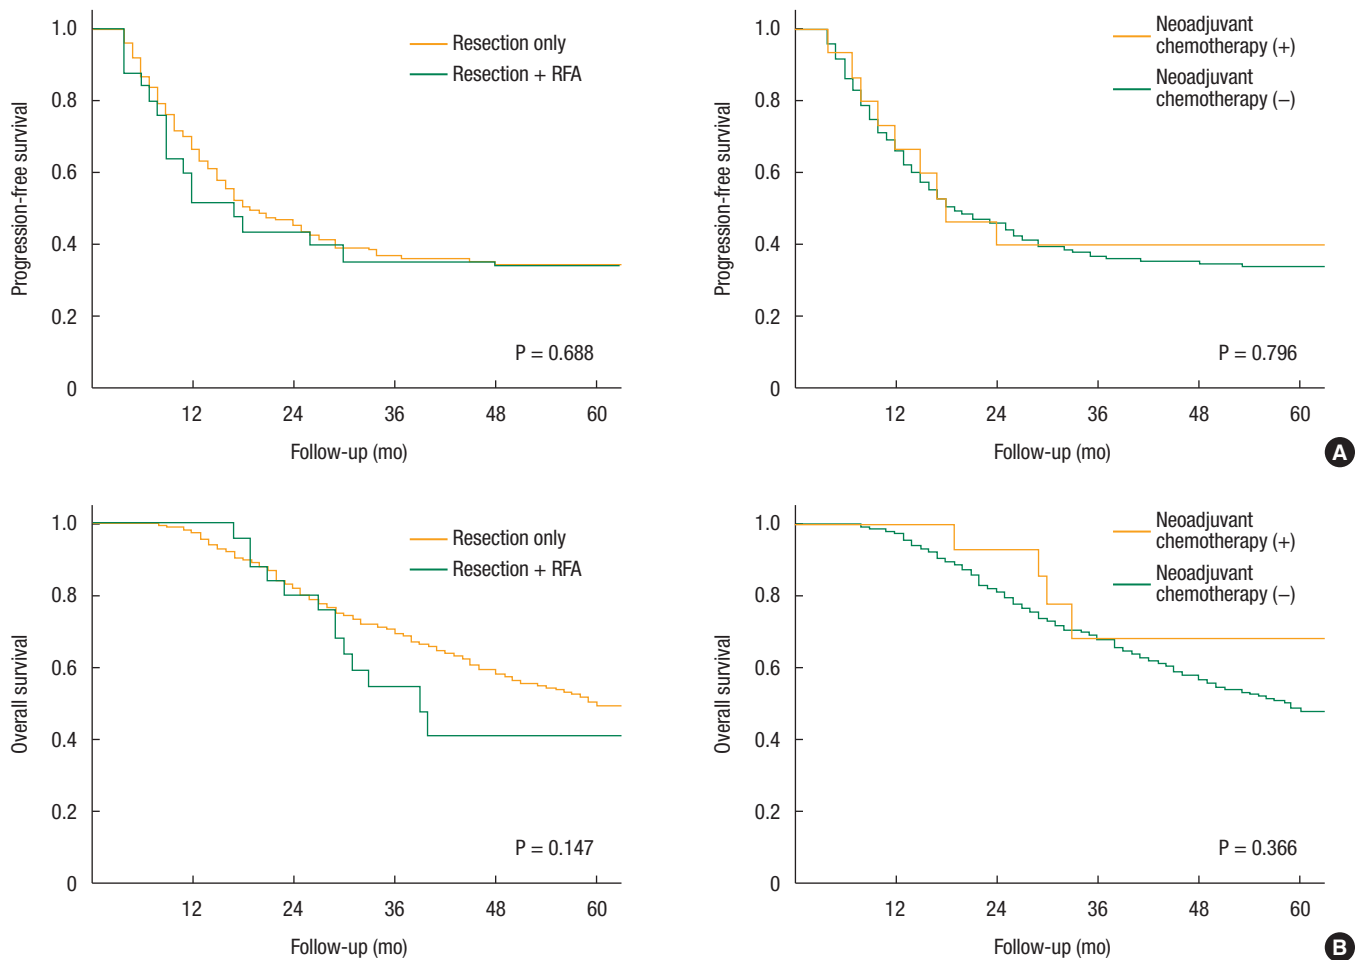 1.0
0.8
0.6
0.4
0.2
0
Progression-free survival
Resection only
Resection + RFA
P = 0.688
12 24 36 48 60
Follow-up (mo)
1.0
0.8
0.6
0.4
0.2
0
Progression-free survival
Neoadjuvant
chemotherapy (+)
Neoadjuvant
chemotherapy (−)
P = 0.796
12 24 36 48 60
Follow-up (mo)
A
1.0
0.8
0.6
0.4
0.2
0
Overall survival
Resection only
Resection + RFA
P = 0.147
12 24 36 48 60
Follow-up (mo)
1.0
0.8
0.6
0.4
0.2
0
Overall survival
Neoadjuvant
chemotherapy (+)
Neoadjuvant
chemotherapy (−)
P = 0.366
12 24 36 48 60
Follow-up (mo)
B